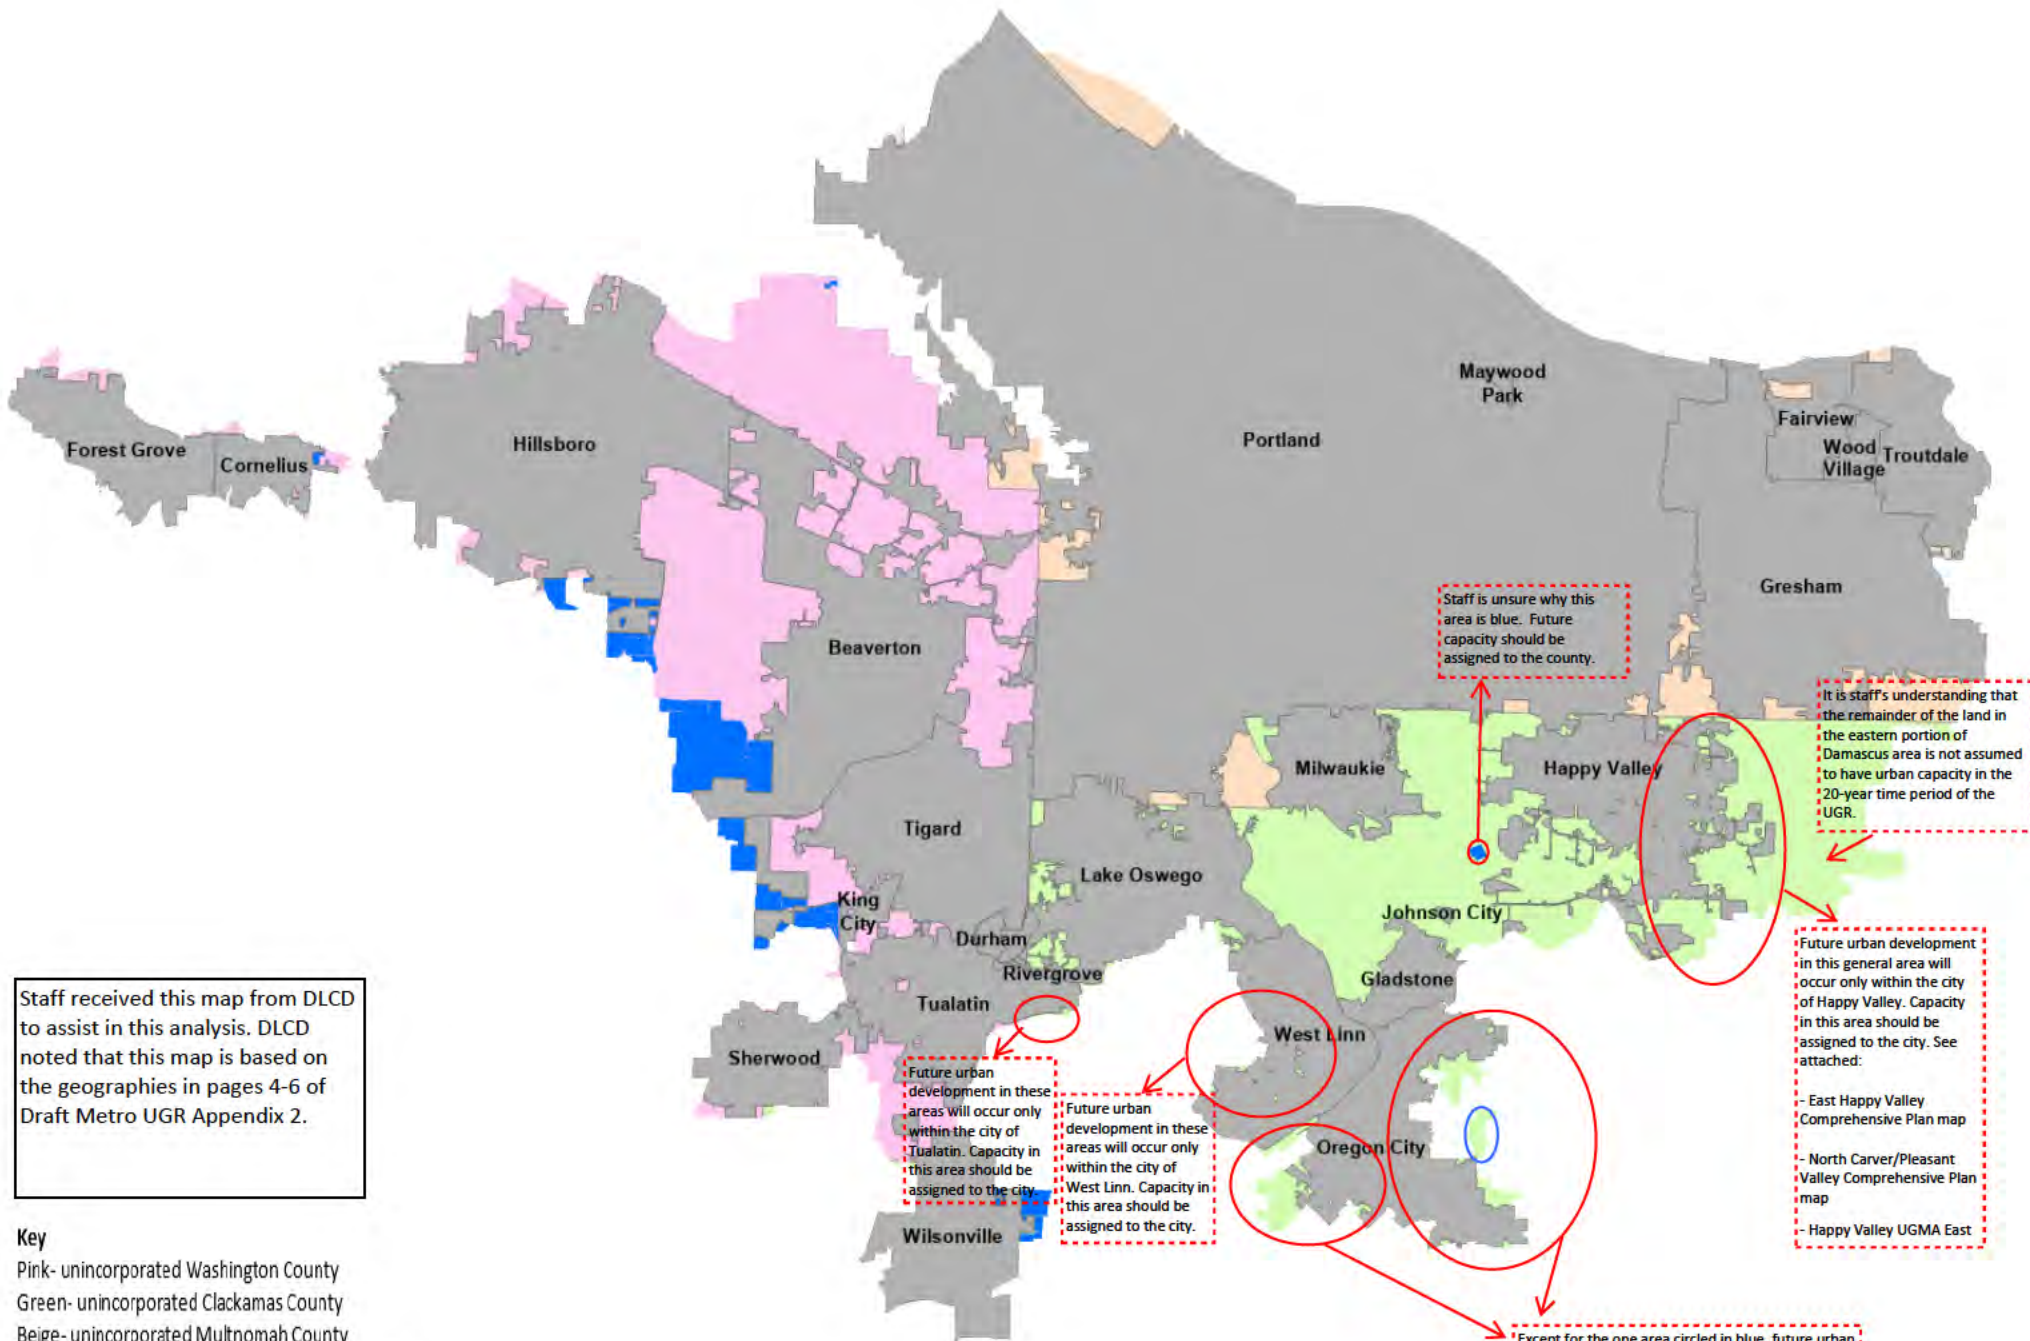 Maywood
Park
Fairview
Wood
Village
Troutdale
Portland
Forest Grove
Cornelius
Hillsboro
Gresham
Beaverton
Staff is unsure why this
area is blue. Future
capacity should be
assigned to the county.
It is staff's understanding that
the remainder of the land in
the eastern portion of
Damascus area is not assumed
to have urban capacity in the
20-year time period of the
UGR.
Milwaukie
Happy Valley
Tigard
Lake Oswego
King
City
Johnson City
Durham
Rivergrove
Gladstone
Tualatin
West Linn
Sherwood
Oregon City
Wilsonville
Future urban development
in this general area will
occur only within the city
of Happy Valley. Capacity
in this area should be
assigned to the city. See
attached:
- East Happy Valley
Comprehensive Plan map
- North Carver/Pleasant
Valley Comprehensive Plan
map
- Happy Valley UGMA East
Future urban
development in these
areas will occur only
within the city of
Tualatin. Capacity in
this area should be
assigned to the city.
Future urban
development in these
areas will occur only
within the city of
West Linn. Capacity in
this area should be
assigned to the city.
Staff received this map from DLCD
to assist in this analysis. DLCD
noted that this map is based on
the geographies in pages 4-6 of
Draft Metro UGR Appendix 2.
Key
Pink- unincorporated Washington County
Green- unincorporated Clackamas County
Beige- unincorporated Multnomah County
Except for the one area circled in blue, future urban